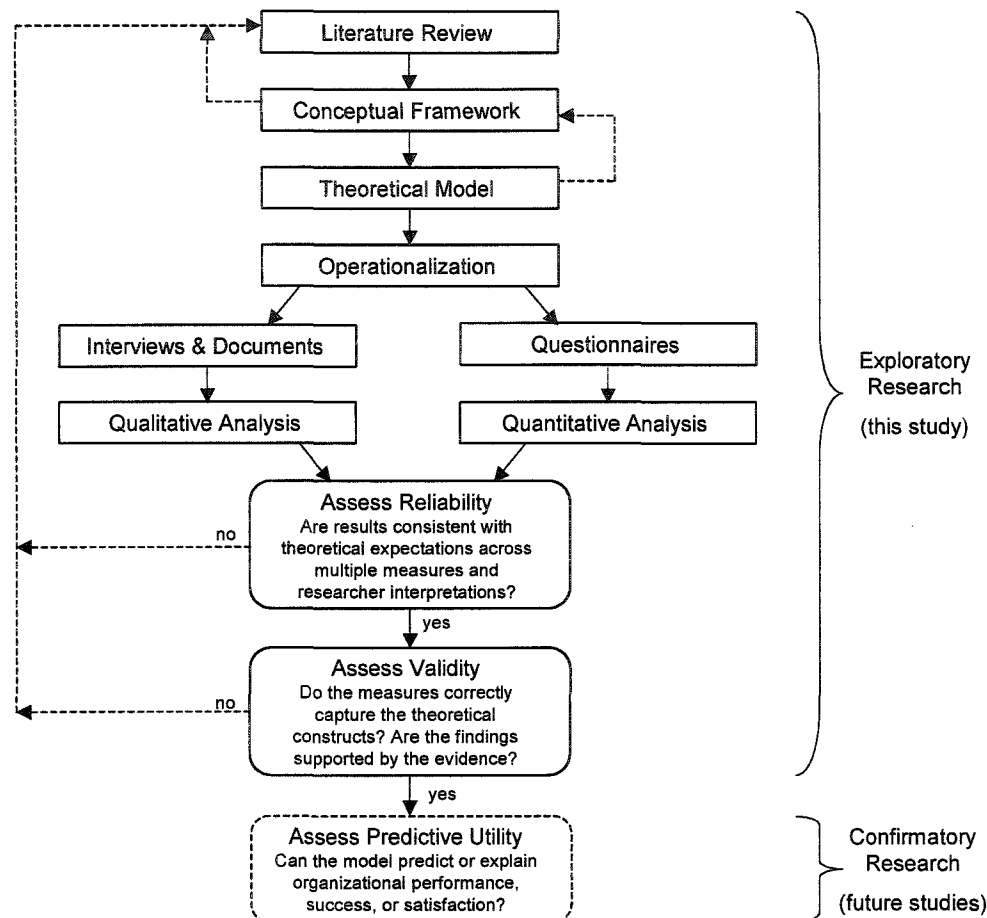 Literature Review
Conceptual Framework
Theoretical Model
Operationalization
Interviews & Documents
Questionnaires
Qualitative Analysis
Quantitative Analysis
Assess Reliability
Are results consistent with
theoretical expectations across
multiple measures and
researcher interpretations?
no
yes
Assess Validity
Do the measures correctly
capture the theoretical
constructs? Are the findings
supported by the evidence?
no
yes
Assess Predictive Utility
Can the model predict or explain
organizational performance,
success, or satisfaction?
Exploratory
Research
(this study)
Confirmatory
Research
(future studies)